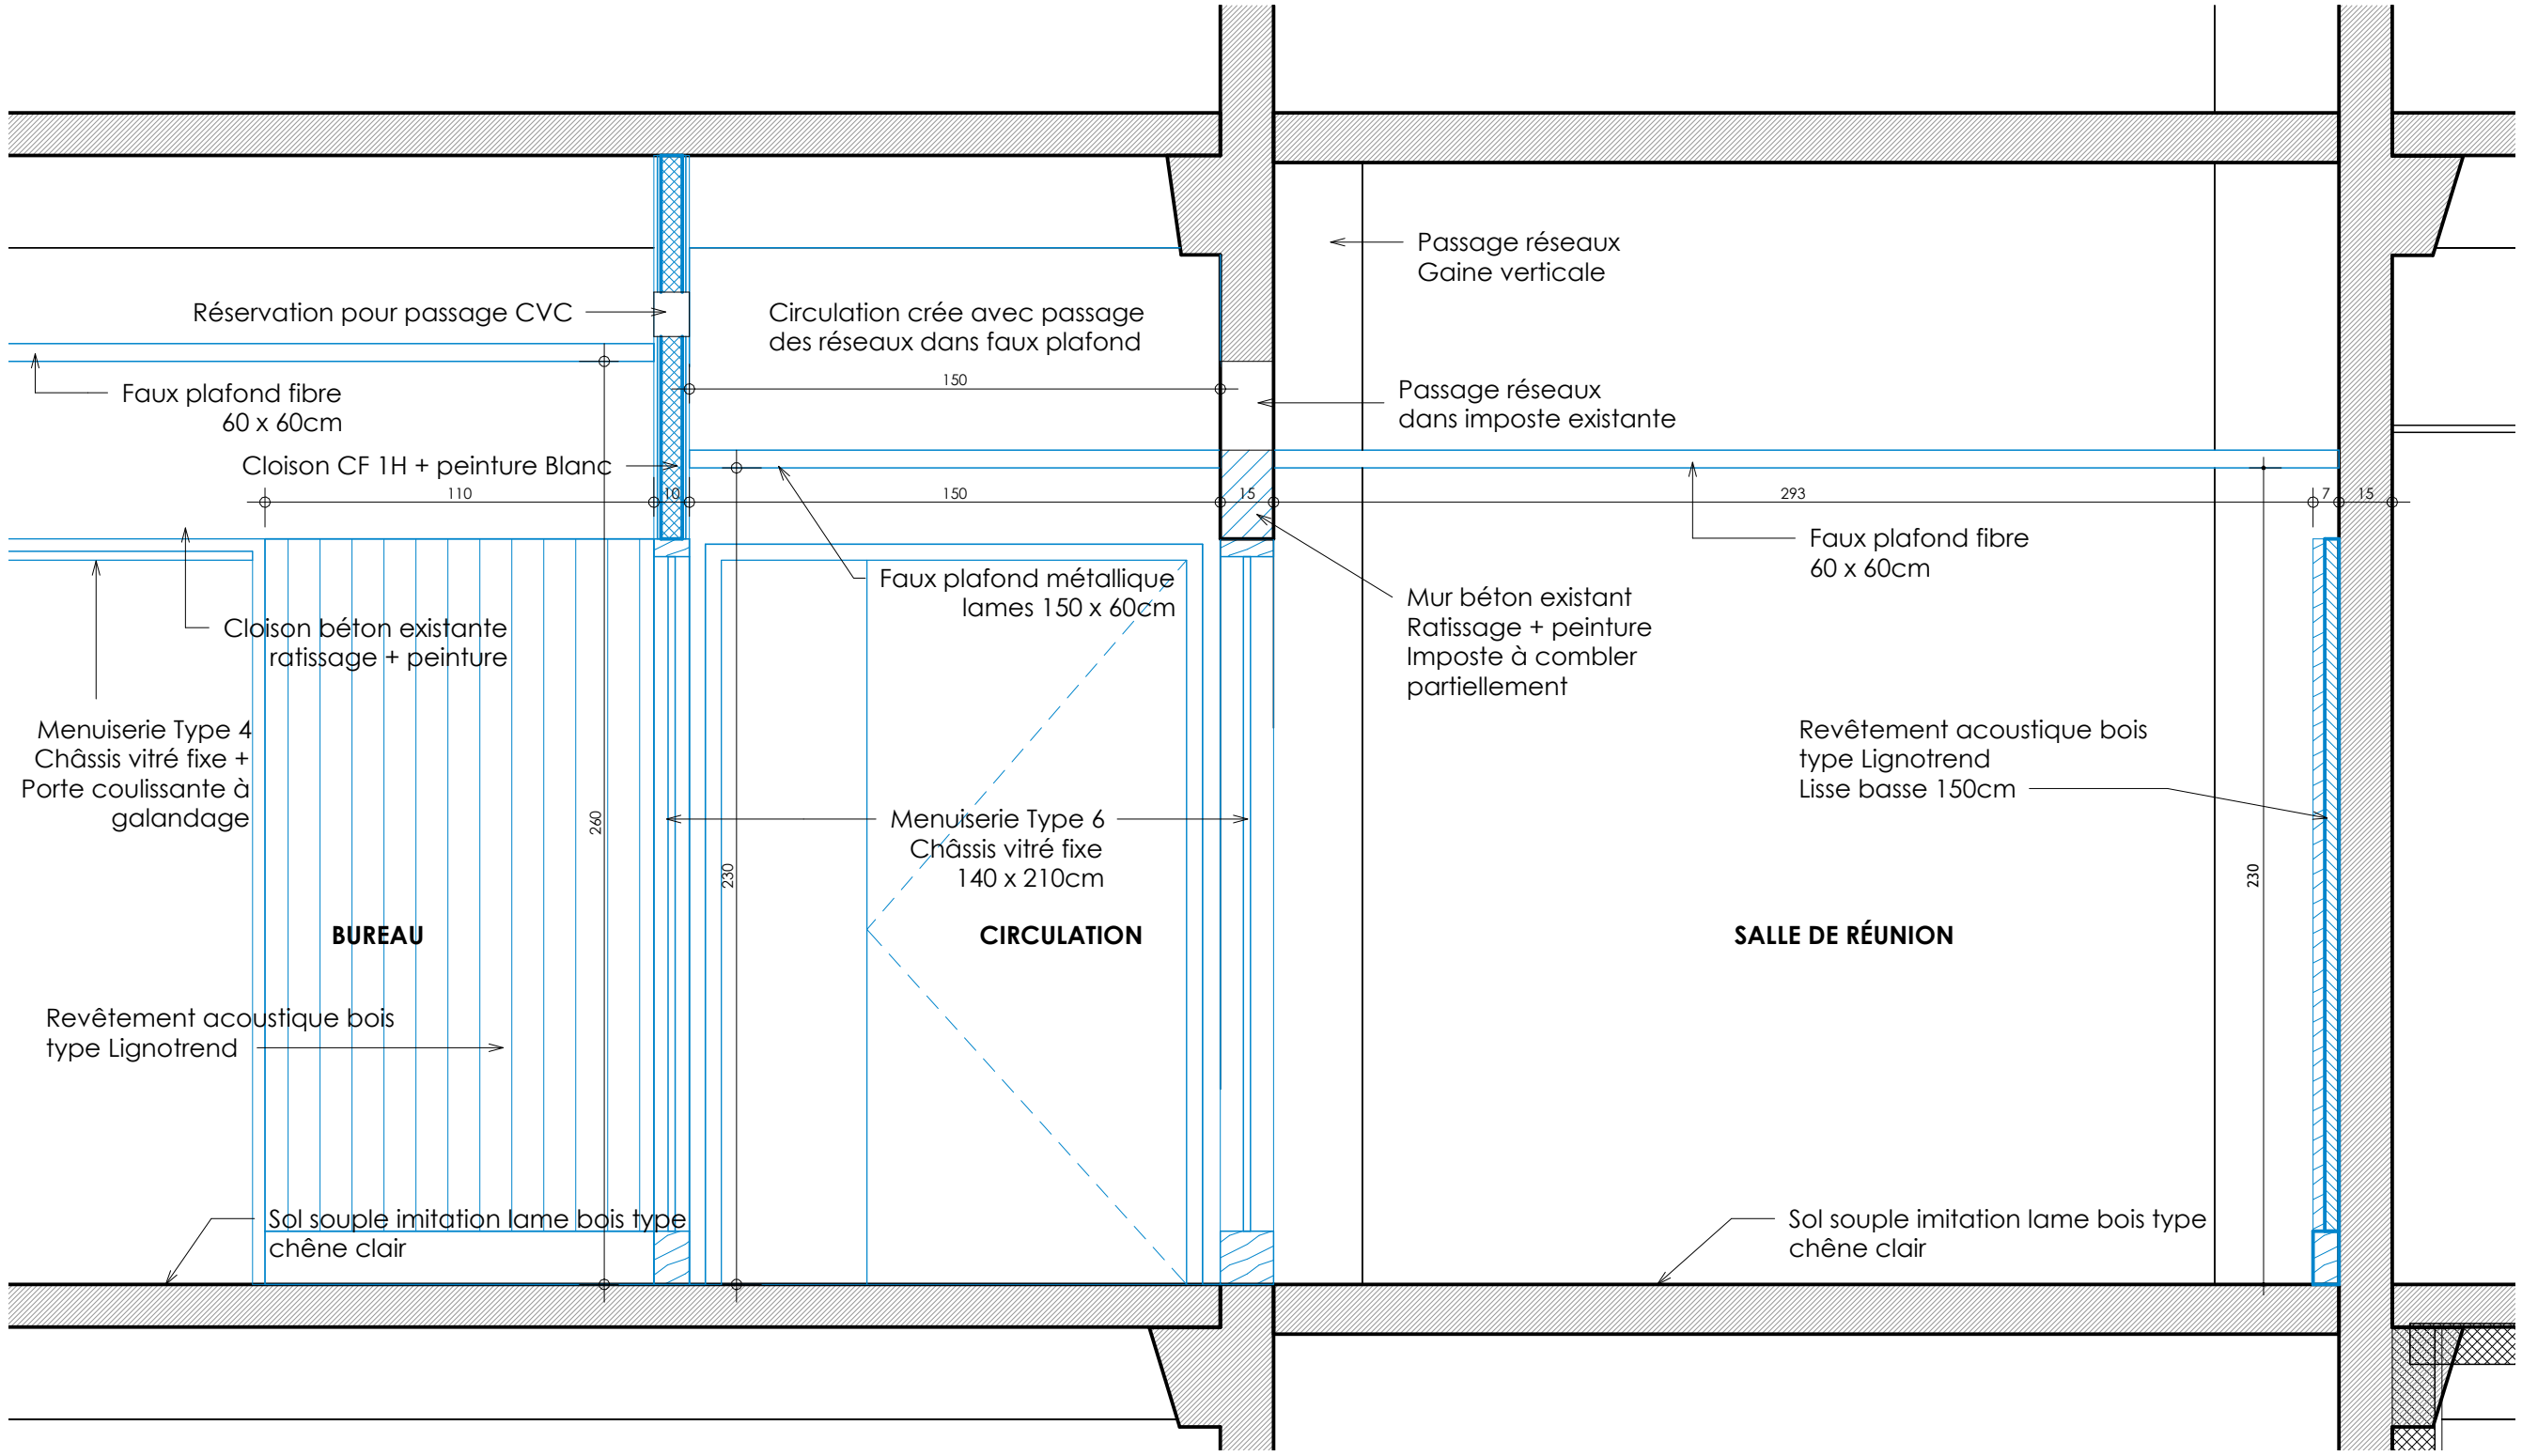 Passage réseaux
Gaine verticale
Réservation pour passage CVC
Circulation crée avec passage
des réseaux dans faux plafond
150
Faux plafond fibre
60 x 60cm
Passage réseaux
dans imposte existante
Cloison CF 1H + peinture Blanc
110
10
150
15
293
7
15
Faux plafond fibre
60 x 60cm
Faux plafond métallique
lames 150 x 60cm
Mur béton existant
Ratissage + peinture
Imposte à combler
partiellement
Cloison béton existante
ratissage + peinture
Menuiserie Type 4
Châssis vitré fixe +
Porte coulissante à
galandage
Revêtement acoustique bois
type Lignotrend
Lisse basse 150cm
260
230
Menuiserie Type 6
Châssis vitré fixe
140 x 210cm
230
BUREAU
CIRCULATION
SALLE DE RÉUNION
Revêtement acoustique bois
type Lignotrend
Sol souple imitation lame bois type
chêne clair
Sol souple imitation lame bois type
chêne clair